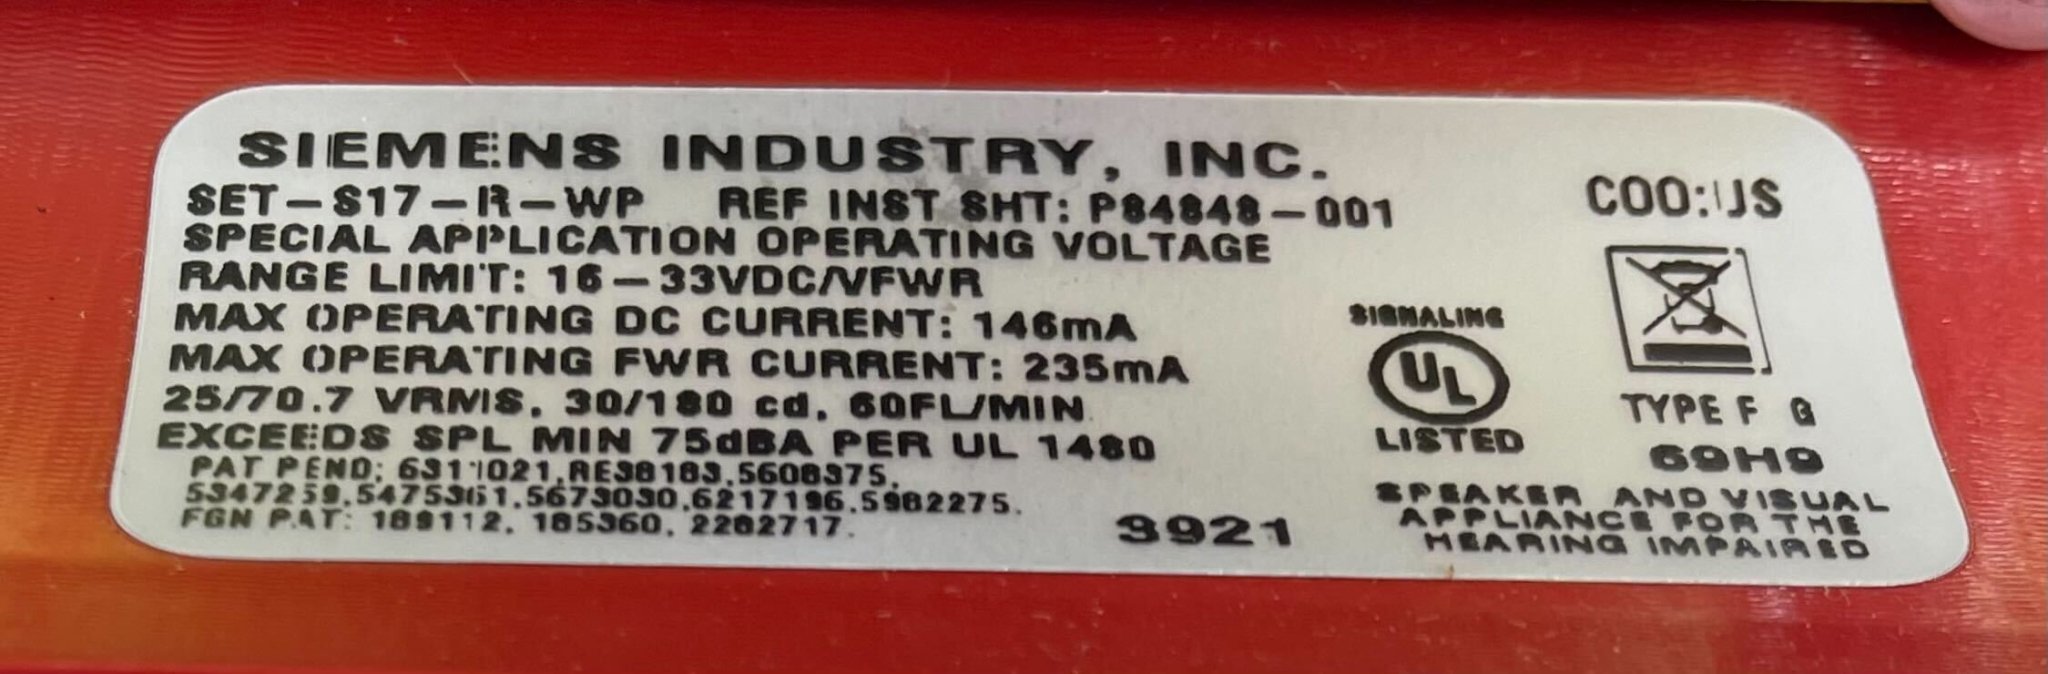 SIEMENS INDUSTRY, INC.
SET-S17-R-WP REF INST SHT: P84848-001
COO:US
SPECIAL APPLICATION OPERATING VOLTAGE
RANGE LIMIT: 16-33VDC/VFWR
MAX OPERATING DC CURRENT: 146mA
MAX OPERATING FWR CURRENT: 235mA
25/70.7 VRMS, 30/180 cd, 60FL/MIN
EXCEEDS SPL MIN 75dBA PER UL 1480
PAT PEND; 6311021,RE38183,5608375,
5347259,5475361,5673030,6217196,5982275.
FGN PAT: 189112, 185360, 2282717.
3921
SIGNALING
UL
LISTED
TYPE F G
69H9
SPEAKER AND VISUAL
APPLIANCE FOR THE
HEARING IMPAIRED